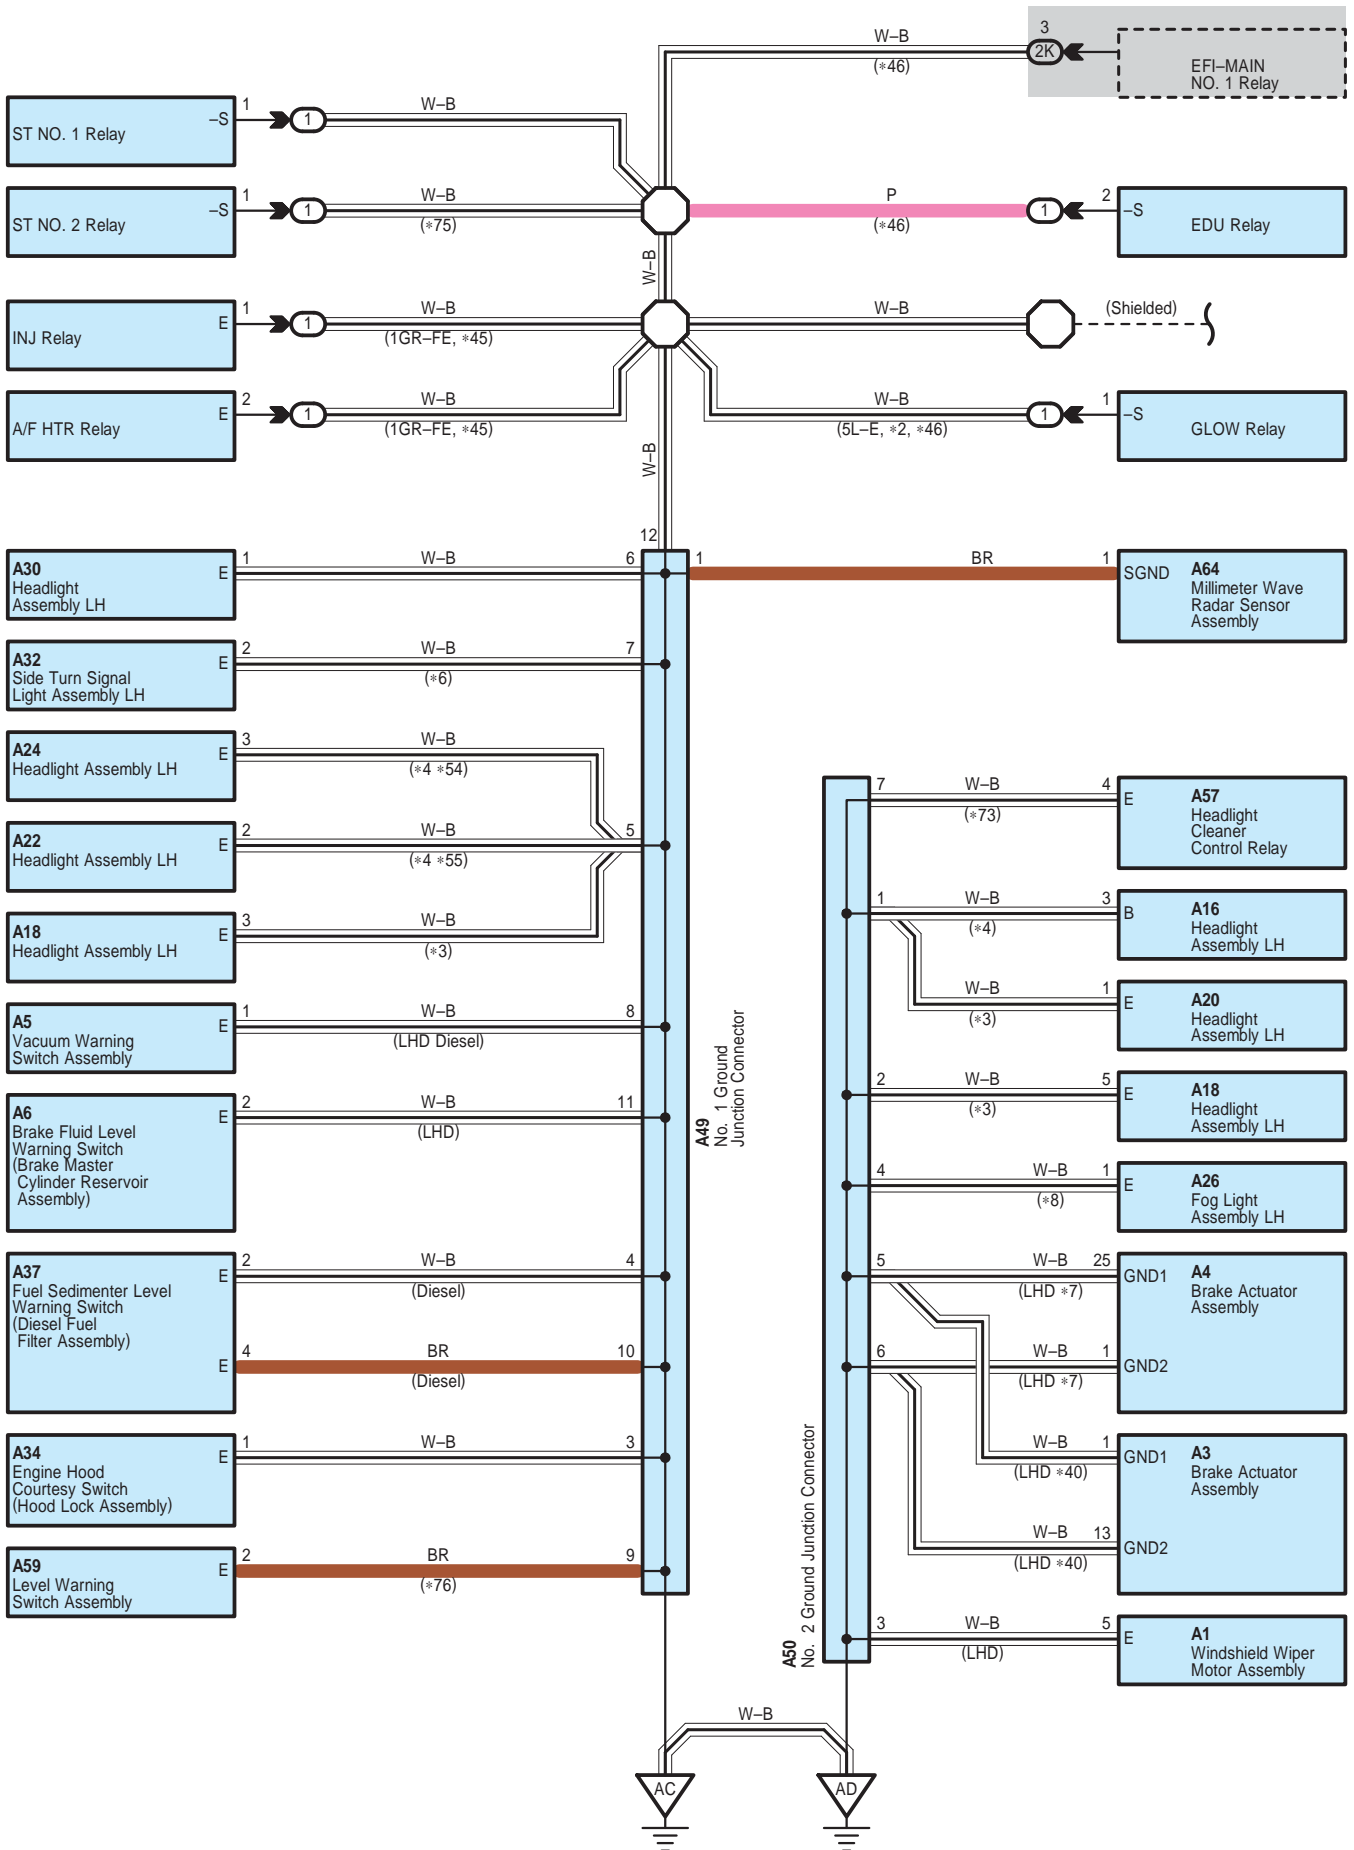 W–B
(∗46)
3
2K
EFI–MAIN
NO. 1 Relay
ST NO. 1 Relay
–S
1
1
W–B
ST NO. 2 Relay
–S
1
1
W–B
(∗75)
P
(∗46)
1
2
–S
EDU Relay
W–B
INJ Relay
E
1
1
W–B
(1GR–FE, ∗45)
W–B
(Shielded)
A/F HTR Relay
E
2
1
W–B
(1GR–FE, ∗45)
W–B
(5L–E, ∗2, ∗46)
1
1
–S
GLOW Relay
W–B
12
A30
Headlight
Assembly LH
E
1
W–B
6
1
BR
1
SGND
A64
Millimeter Wave
Radar Sensor
Assembly
A32
Side Turn Signal
Light Assembly LH
E
2
W–B
(∗6)
7
A24
Headlight Assembly LH
E
3
W–B
(∗4 ∗54)
A22
Headlight Assembly LH
E
2
W–B
(∗4 ∗55)
5
A18
Headlight Assembly LH
E
3
W–B
(∗3)
A5
Vacuum Warning
Switch Assembly
E
1
W–B
(LHD Diesel)
8
A6
Brake Fluid Level
Warning Switch
(Brake Master
Cylinder Reservoir
Assembly)
E
2
W–B
(LHD)
11
A37
Fuel Sedimenter Level
Warning Switch
(Diesel Fuel
Filter Assembly)
E
2
W–B
(Diesel)
4
E
4
BR
(Diesel)
10
A34
Engine Hood
Courtesy Switch
(Hood Lock Assembly)
E
1
W–B
3
A59
Level Warning
Switch Assembly
E
2
BR
(∗76)
9
A49
No. 1 Ground
Junction Connector
7
W–B
(∗73)
4
E
A57
Headlight
Cleaner
Control Relay
1
W–B
(∗4)
3
B
A16
Headlight
Assembly LH
W–B
(∗3)
1
E
A20
Headlight
Assembly LH
2
W–B
(∗3)
5
E
A18
Headlight
Assembly LH
4
W–B
(∗8)
1
E
A26
Fog Light
Assembly LH
5
W–B
(LHD ∗7)
25
GND1
A4
Brake Actuator
Assembly
6
W–B
(LHD ∗7)
1
GND2
W–B
(LHD ∗40)
1
GND1
A3
Brake Actuator
Assembly
W–B
(LHD ∗40)
13
GND2
3
W–B
(LHD)
5
E
A1
Windshield Wiper
Motor Assembly
A50
No. 2 Ground Junction Connector
W–B
AC
AD